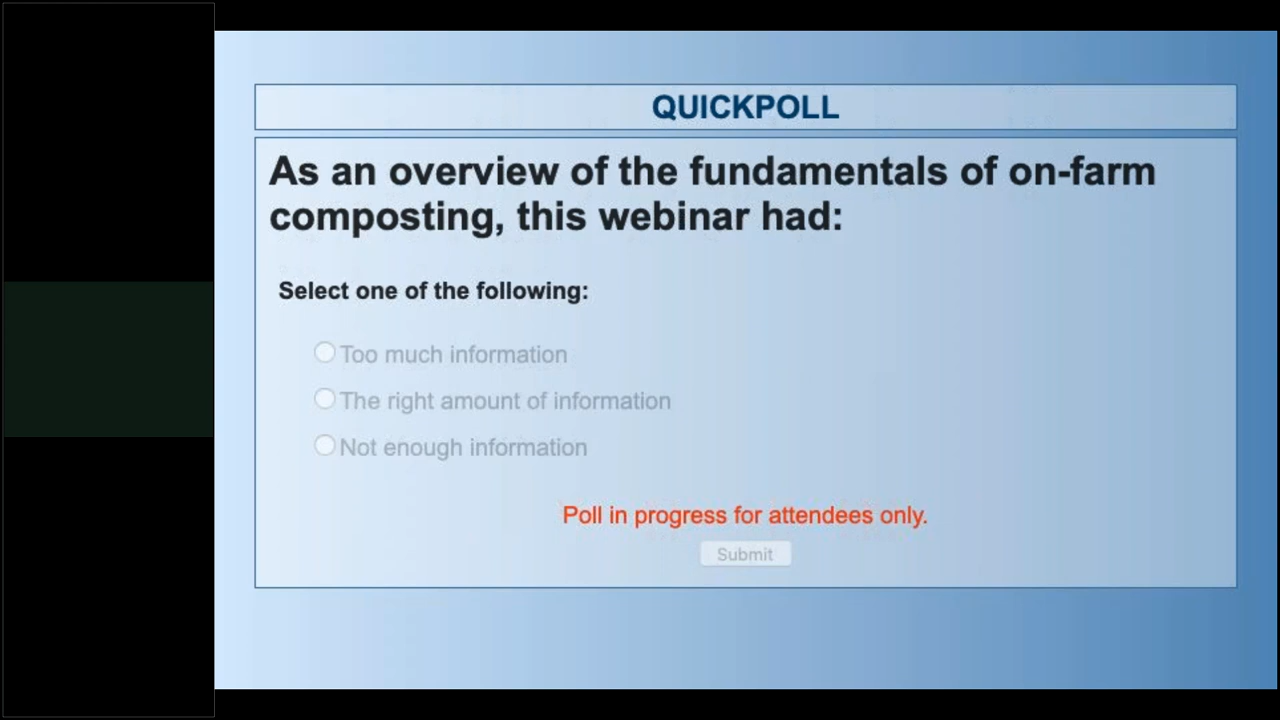 QUICKPOLL
As an overview of the fundamentals of on-farm
composting, this webinar had:
Select one of the following:
Too much information
The right amount of information
Not enough information
Poll in progress for attendees only.
Submit